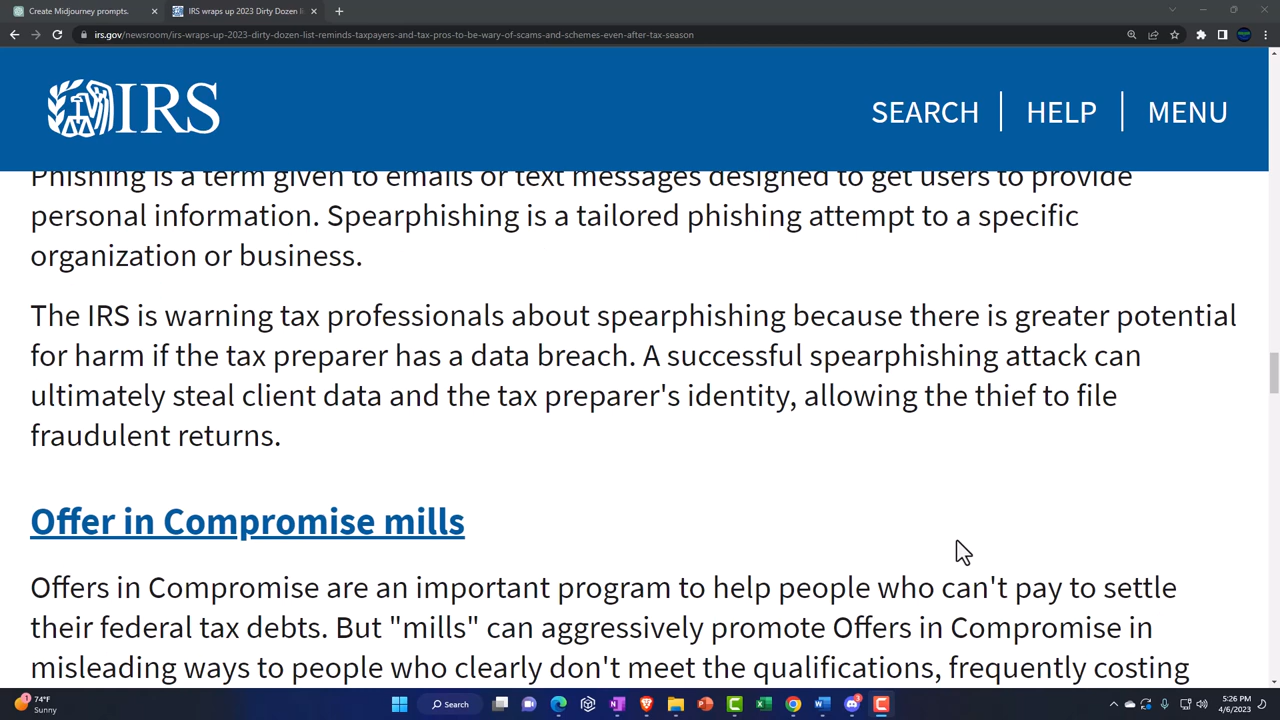 Create Midjourney prompts.
IRS wraps up 2023 Dirty Dozen li
irs.gov/newsroom/irs-wraps-up-2023-dirty-dozen-list-reminds-taxpayers-and-tax-pros-to-be-wary-of-scams-and-schemes-even-after-tax-season
IRS
SEARCH
HELP
MENU
Phishing is a term given to emails or text messages designed to get users to provide
personal information. Spearphishing is a tailored phishing attempt to a specific
organization or business.
The IRS is warning tax professionals about spearphishing because there is greater potential
for harm if the tax preparer has a data breach. A successful spearphishing attack can
ultimately steal client data and the tax preparer's identity, allowing the thief to file
fraudulent returns.
Offer in Compromise mills
Offers in Compromise are an important program to help people who can't pay to settle
their federal tax debts. But "mills" can aggressively promote Offers in Compromise in
misleading ways to people who clearly don't meet the qualifications, frequently costing
1
74°F
Sunny
Search
3
5:26 PM
4/6/2023